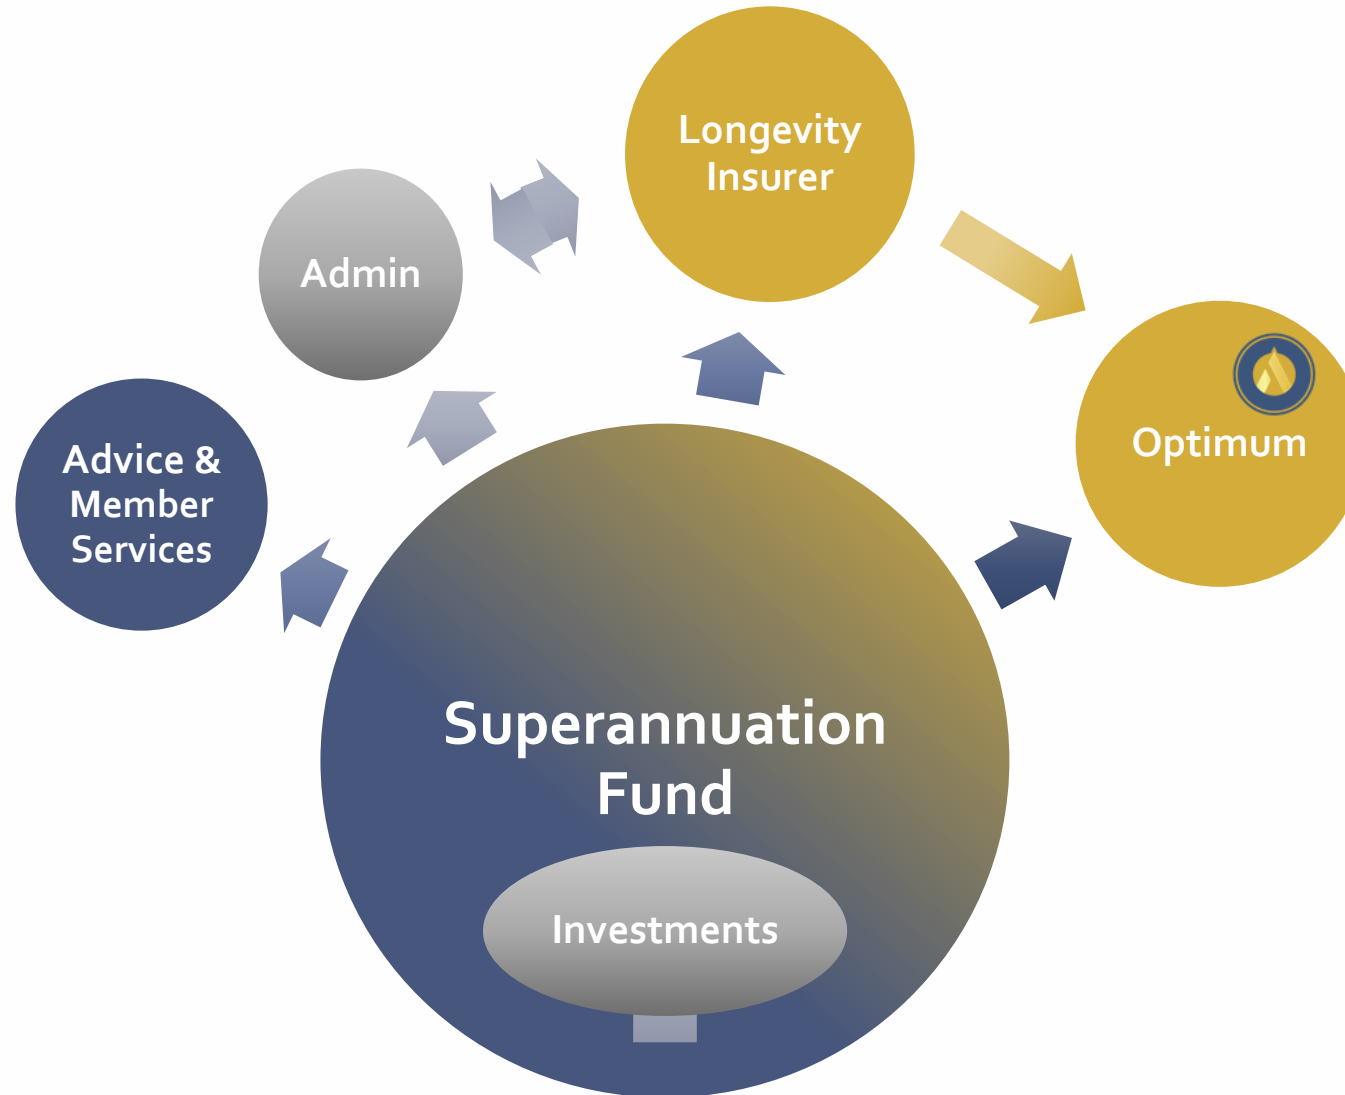 Longevity
Insurer
Admin
Optimum
Advice &
Member
Services
Superannuation
Fund
Investments